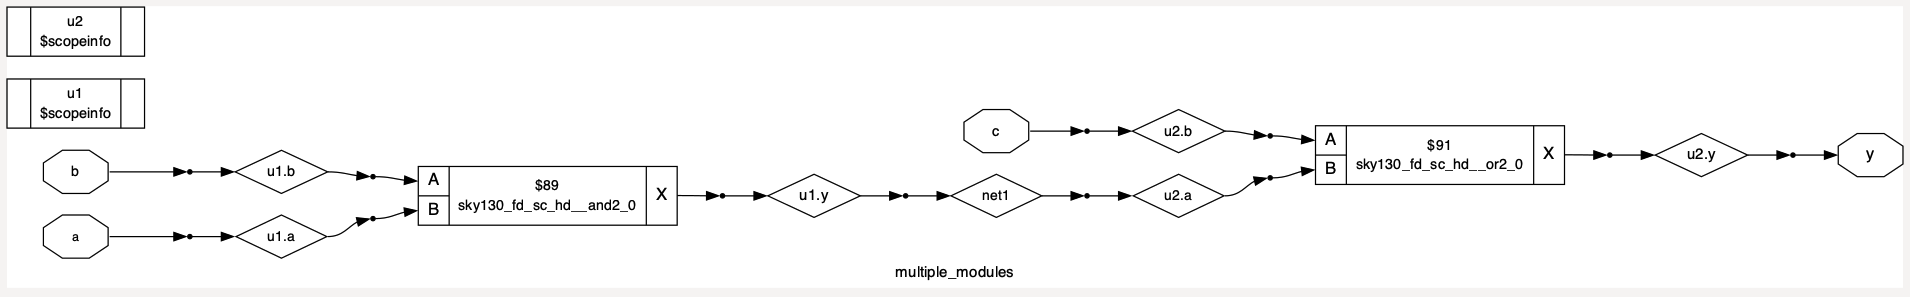 u2
$scopeinfo
u1
$scopeinfo
b
u1.b
a
u1.a
A
B
$89
sky130_fd_sc_hd__and2_0
X
u1.y
net1
c
u2.b
u2.a
A
B
$91
sky130_fd_sc_hd__or2_0
X
u2.y
y
multiple_modules